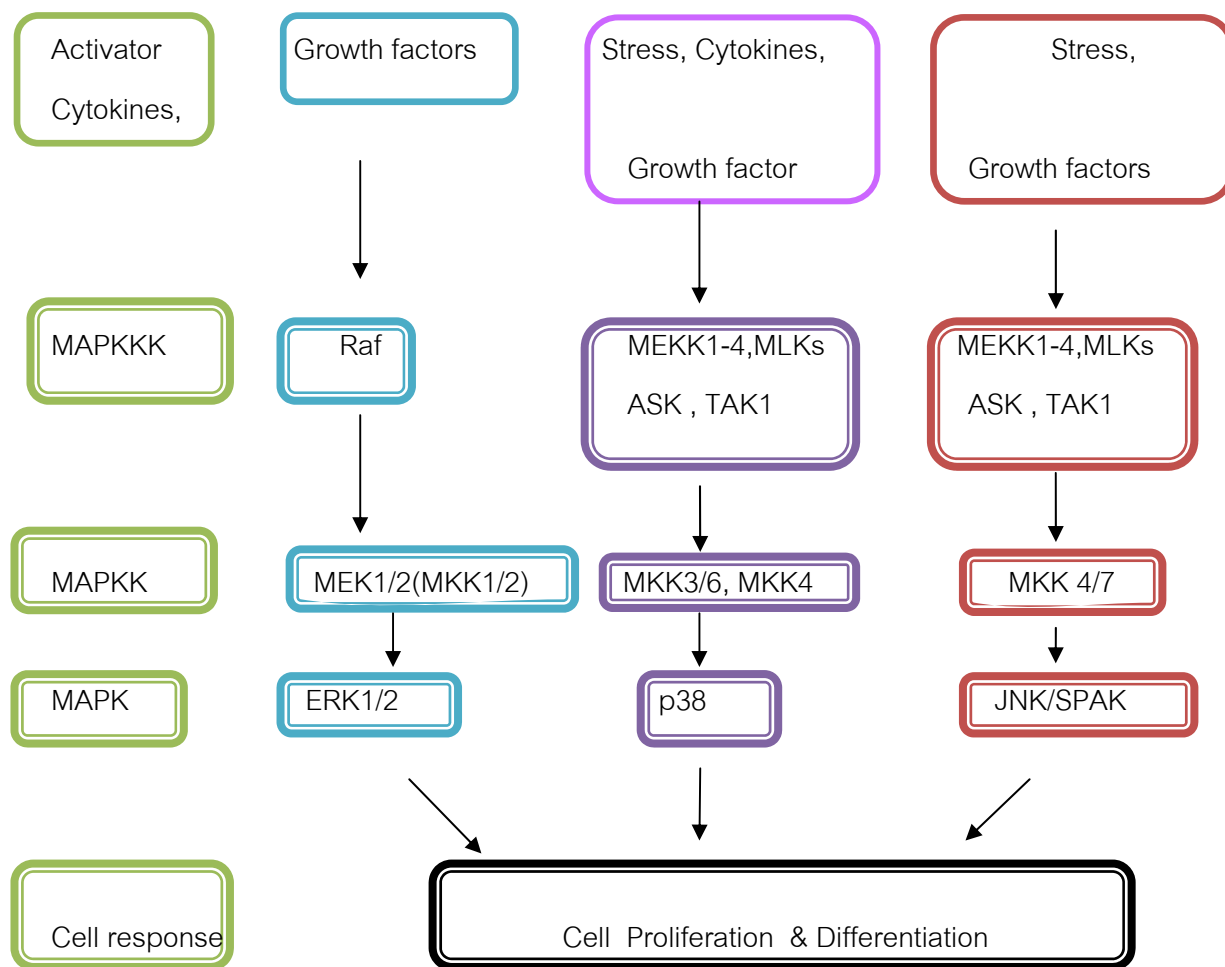 Activator Growth factors Stress, Cytokines, Stress,
Cytokines,
Growth factor Growth factors
MAPKKK Raf MEKK1-4,MLKs MEKK1-4,MLKs
ASK , TAK1 ASK , TAK1
MAPKK MEK1/2(MKK1/2) MKK3/6, MKK4 MKK 4/7
MAPK ERK1/2 p38 JNK/SPAK
Cell response Cell Proliferation & Differentiation